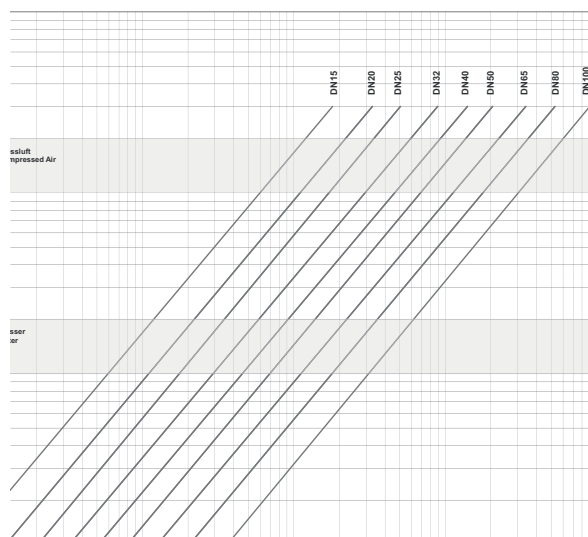 DN15
DN20
DN25
DN32
DN40
DN50
DN65
DN80
DN100
ssluft
mpressed Air
sser
ter